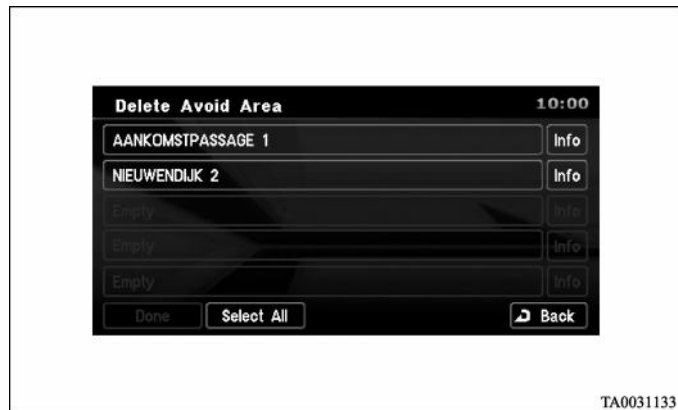 Delete Avoid Area 10:00
AANKOMSTPASSAGE 1 Info
NIEUWENDIJK 2 Info
Empty Info
Empty Info
Empty Info
Done Select All Back
TA0031133